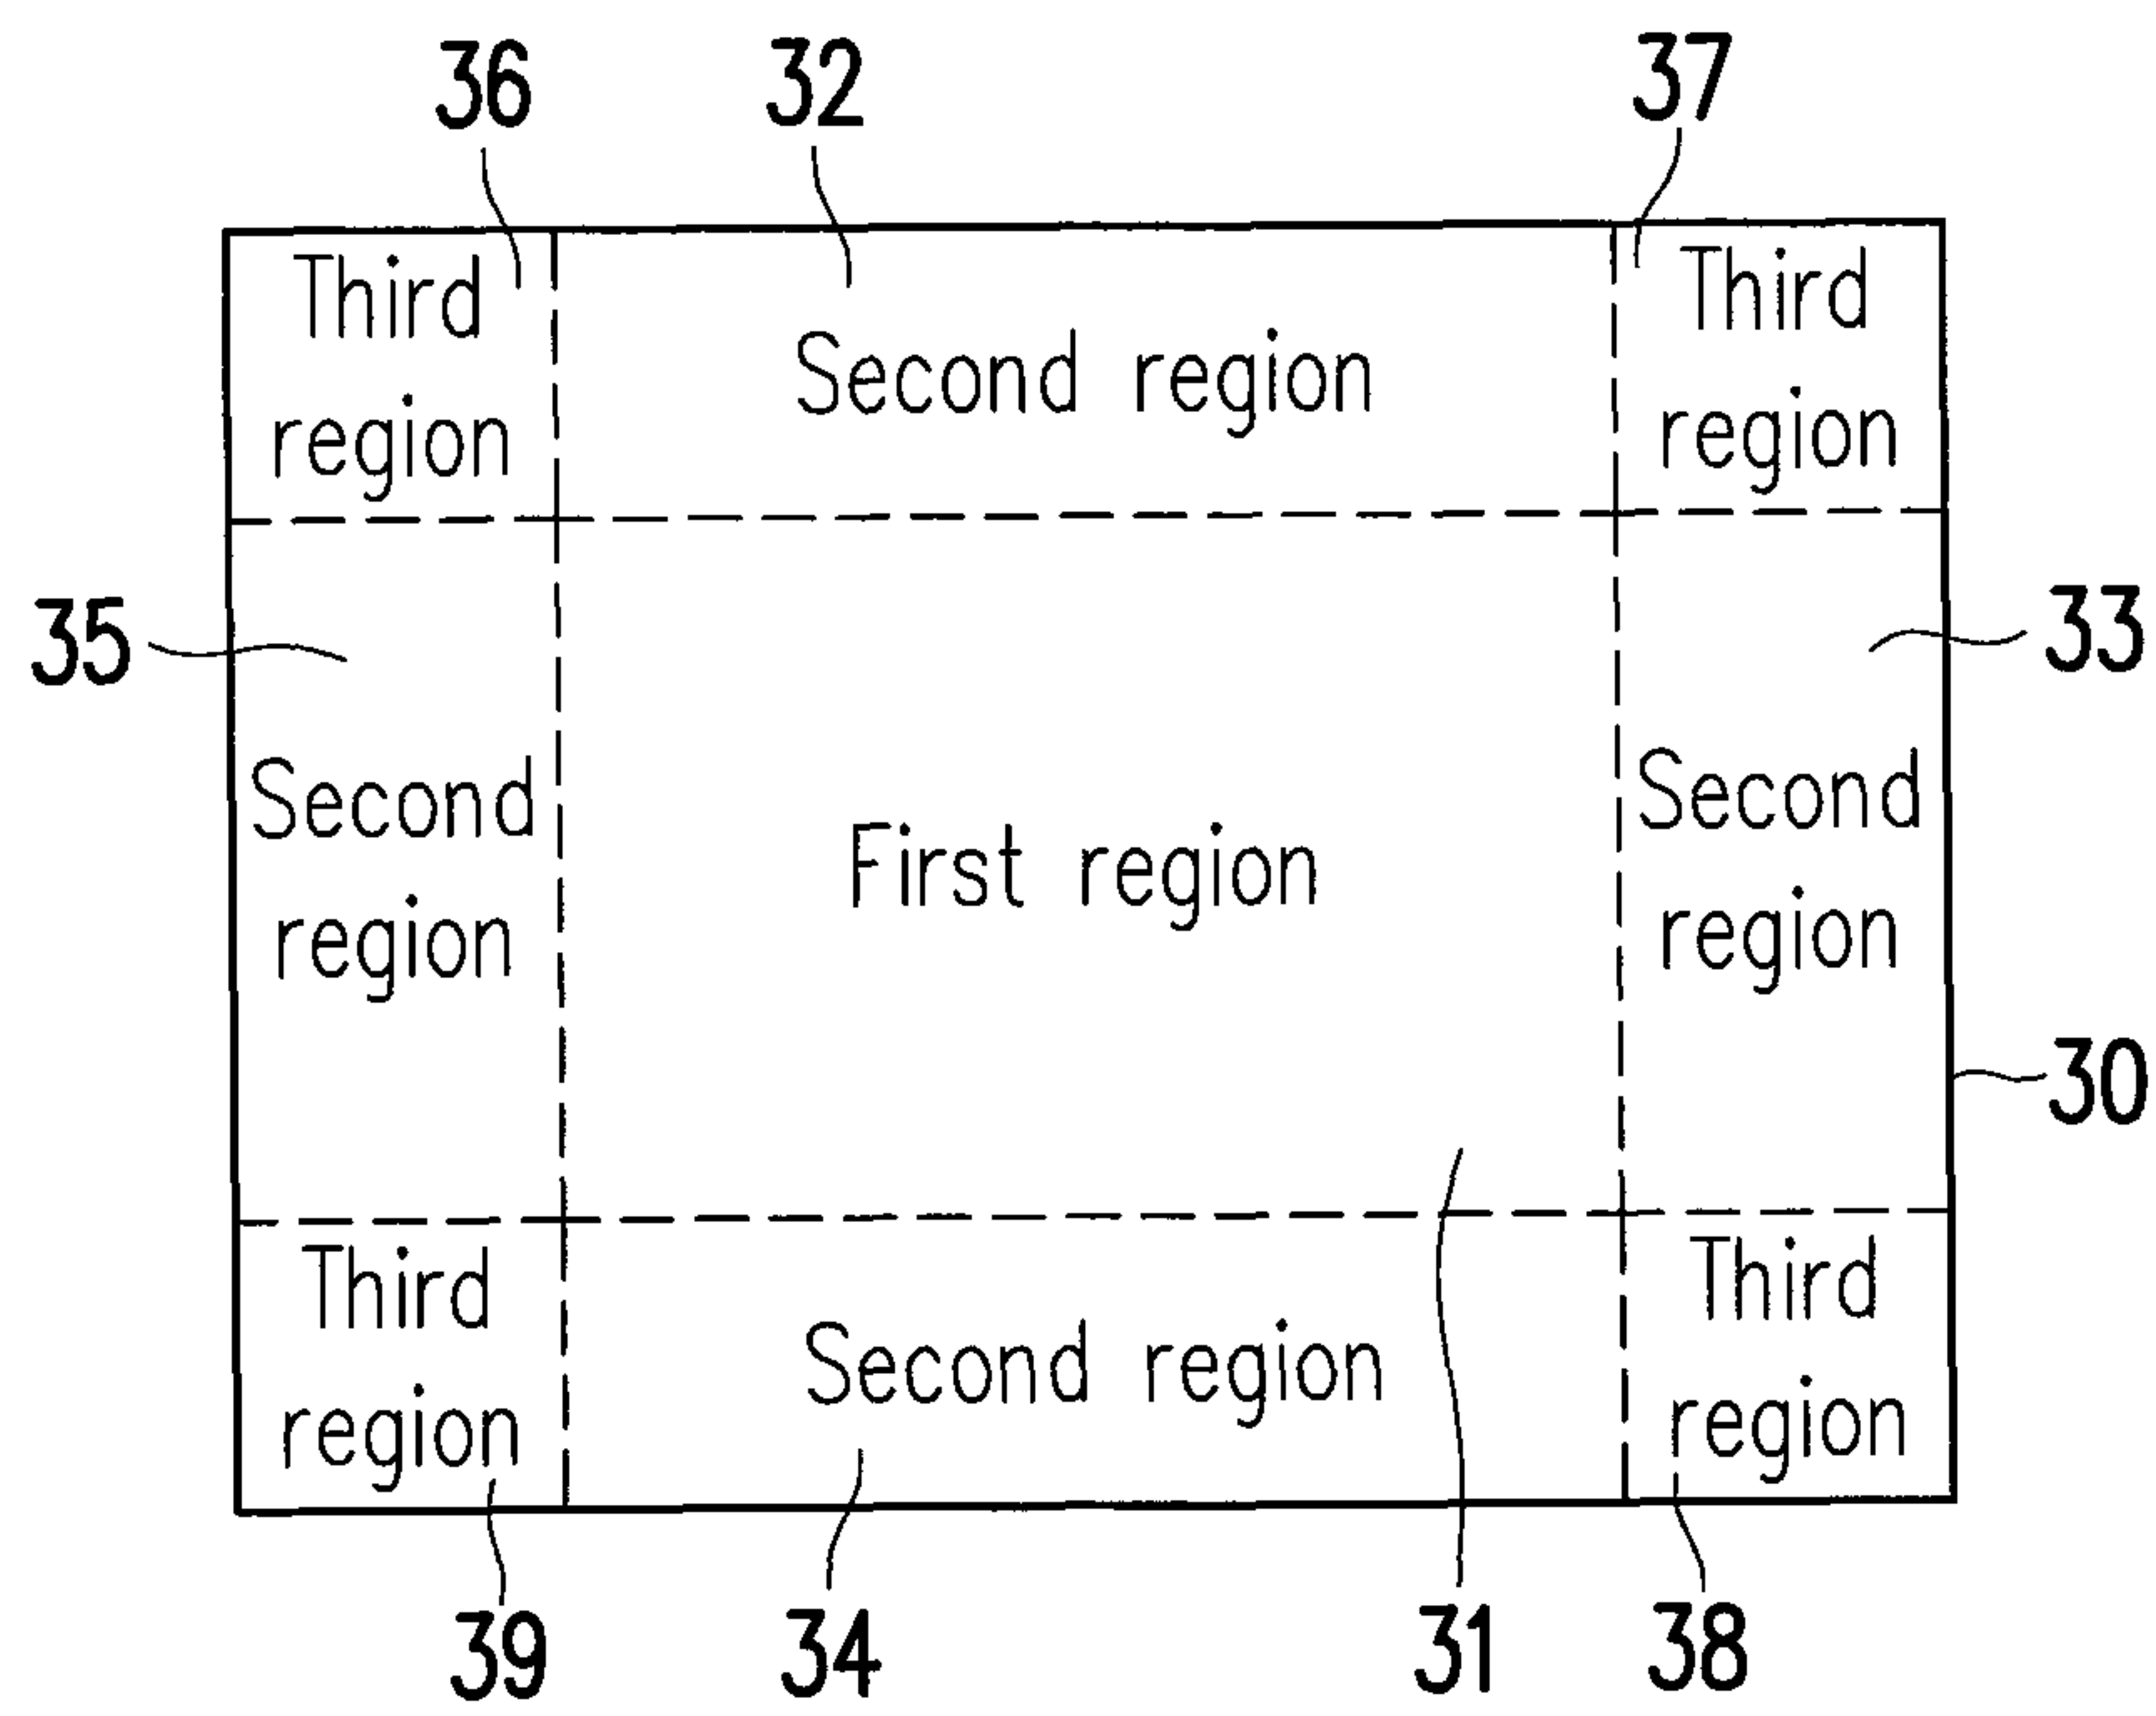 36 32 37
Third Second region Third
region region
35 33
Second First region Second
region region
30
Third Second region Third
region region
39 34 31 38